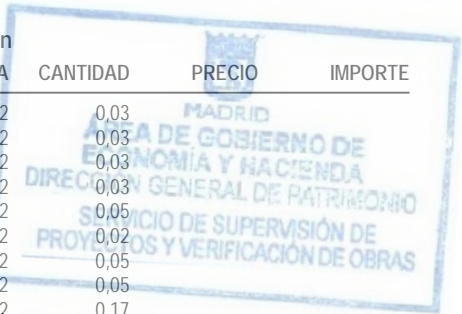 n
A CANTIDAD PRECIO IMPORTE
2 0,03
2 0,03
2 0,03
2 0,03
2 0,05
2 0,02
2 0,05
2 0,05
2 0,17
MADRID
ÁREA DE GOBIERNO DE
ECONOMÍA Y HACIENDA
DIRECCIÓN GENERAL DE PATRIMONIO
SERVICIO DE SUPERVISIÓN DE
PROYECTOS Y VERIFICACIÓN DE OBRAS